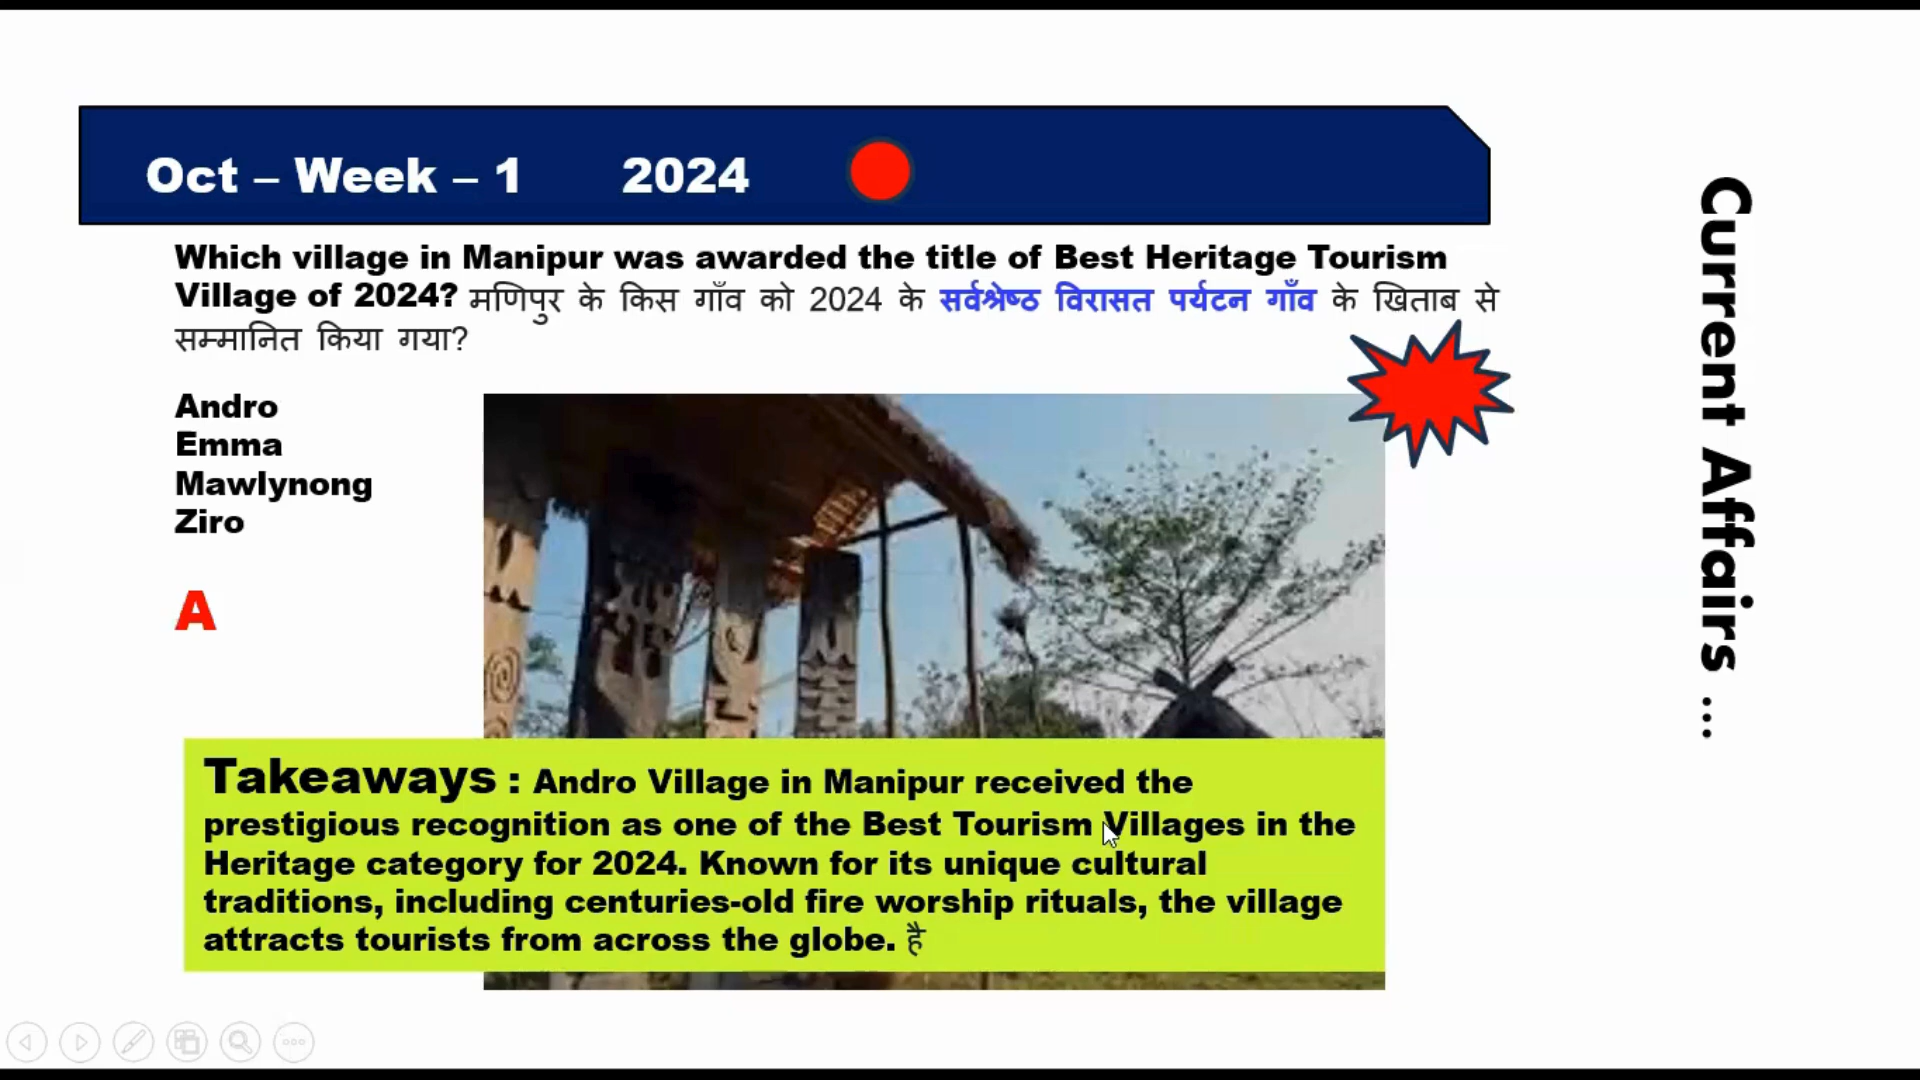 Oct – Week – 1 2024
Which village in Manipur was awarded the title of Best Heritage Tourism
Village of 2024? मणिपुर के किस गाँव को 2024 के सर्वश्रेष्ठ विरासत पर्यटन गाँव के खिताब से
सम्मानित किया गया?
Andro
Emma
Mawlynong
Ziro
A
Takeaways : Andro Village in Manipur received the
prestigious recognition as one of the Best Tourism Villages in the
Heritage category for 2024. Known for its unique cultural
traditions, including centuries-old fire worship rituals, the village
attracts tourists from across the globe. है
Current Affairs ...